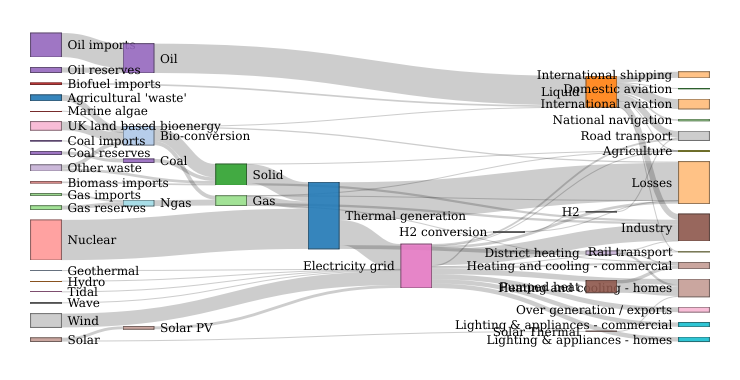 Oil imports
Oil reserves
Biofuel imports
Agricultural 'waste'
Marine algae
UK land based bioenergy
Coal imports
Coal reserves
Other waste
Biomass imports
Gas imports
Gas reserves
Nuclear
Geothermal
Hydro
Tidal
Wave
Wind
Solar
Oil
Bio-conversion
Coal
Ngas
Solar PV
Solid
Gas
Thermal generation
Electricity grid
H2 conversion
Liquid
H2
District heating
Pumped heat
Solar Thermal
International shipping
Domestic aviation
International aviation
National navigation
Road transport
Agriculture
Losses
Industry
Rail transport
Heating and cooling - commercial
Heating and cooling - homes
Over generation / exports
Lighting & appliances - commercial
Lighting & appliances - homes